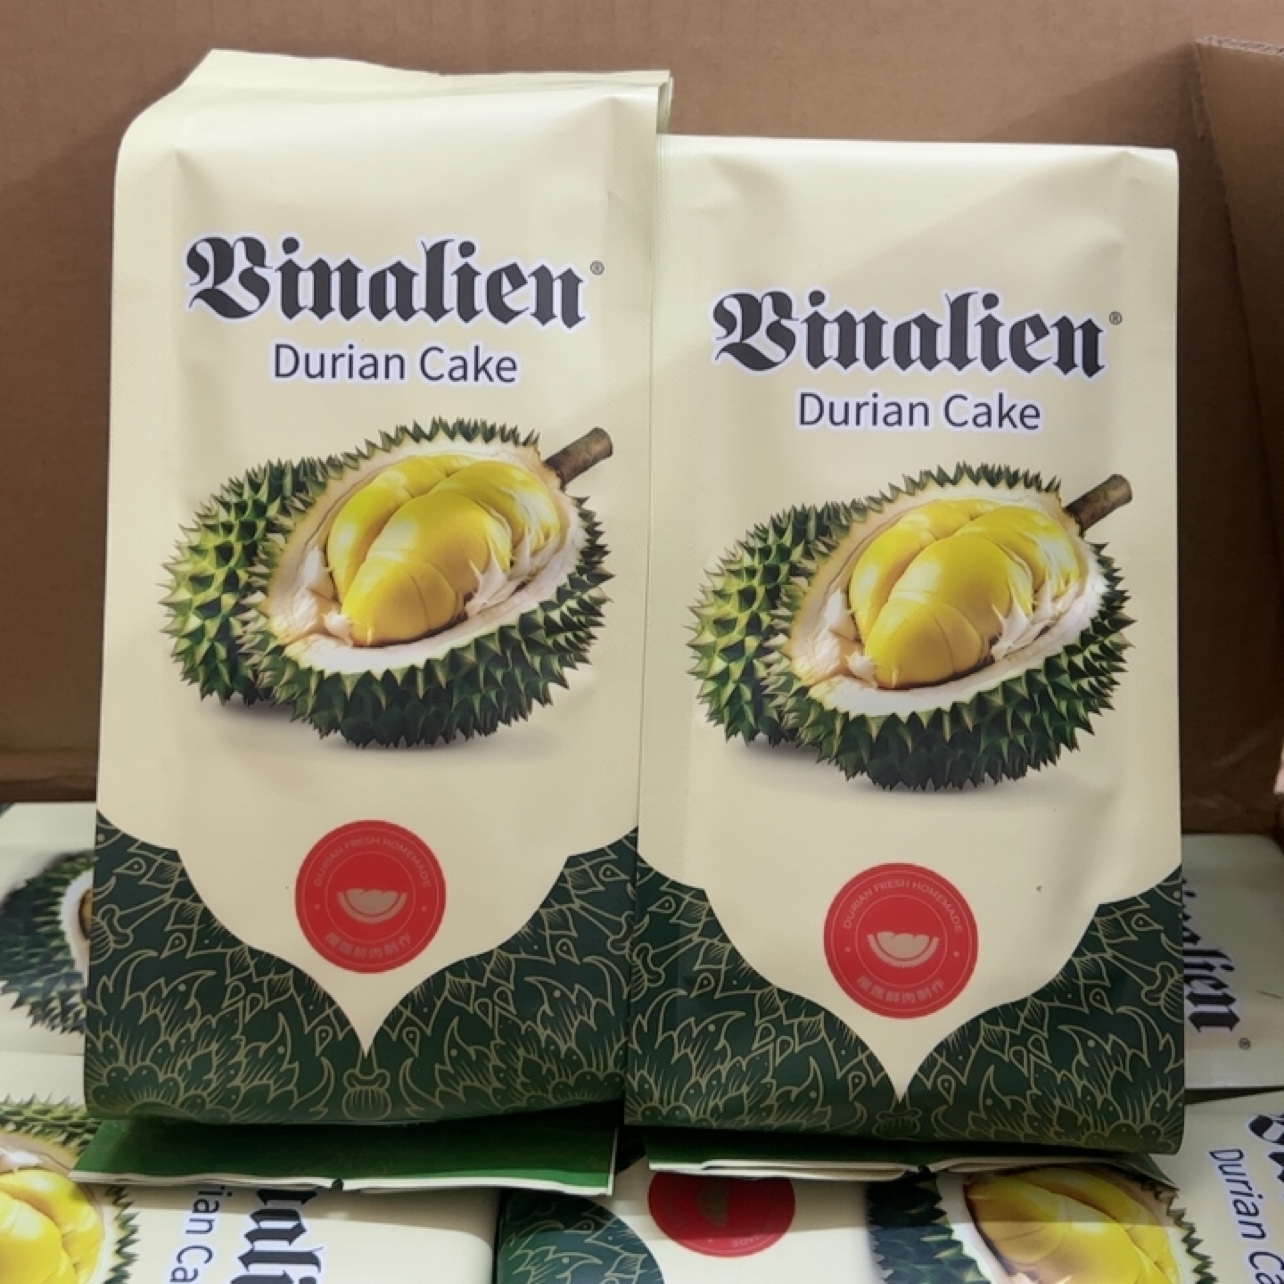 Vinalien®
Durian Cake
DURIAN FRESH HOMEMADE
榴莲鲜肉制作
Vinalien®
Durian Cake
DURIAN FRESH HOMEMADE
榴莲鲜肉制作